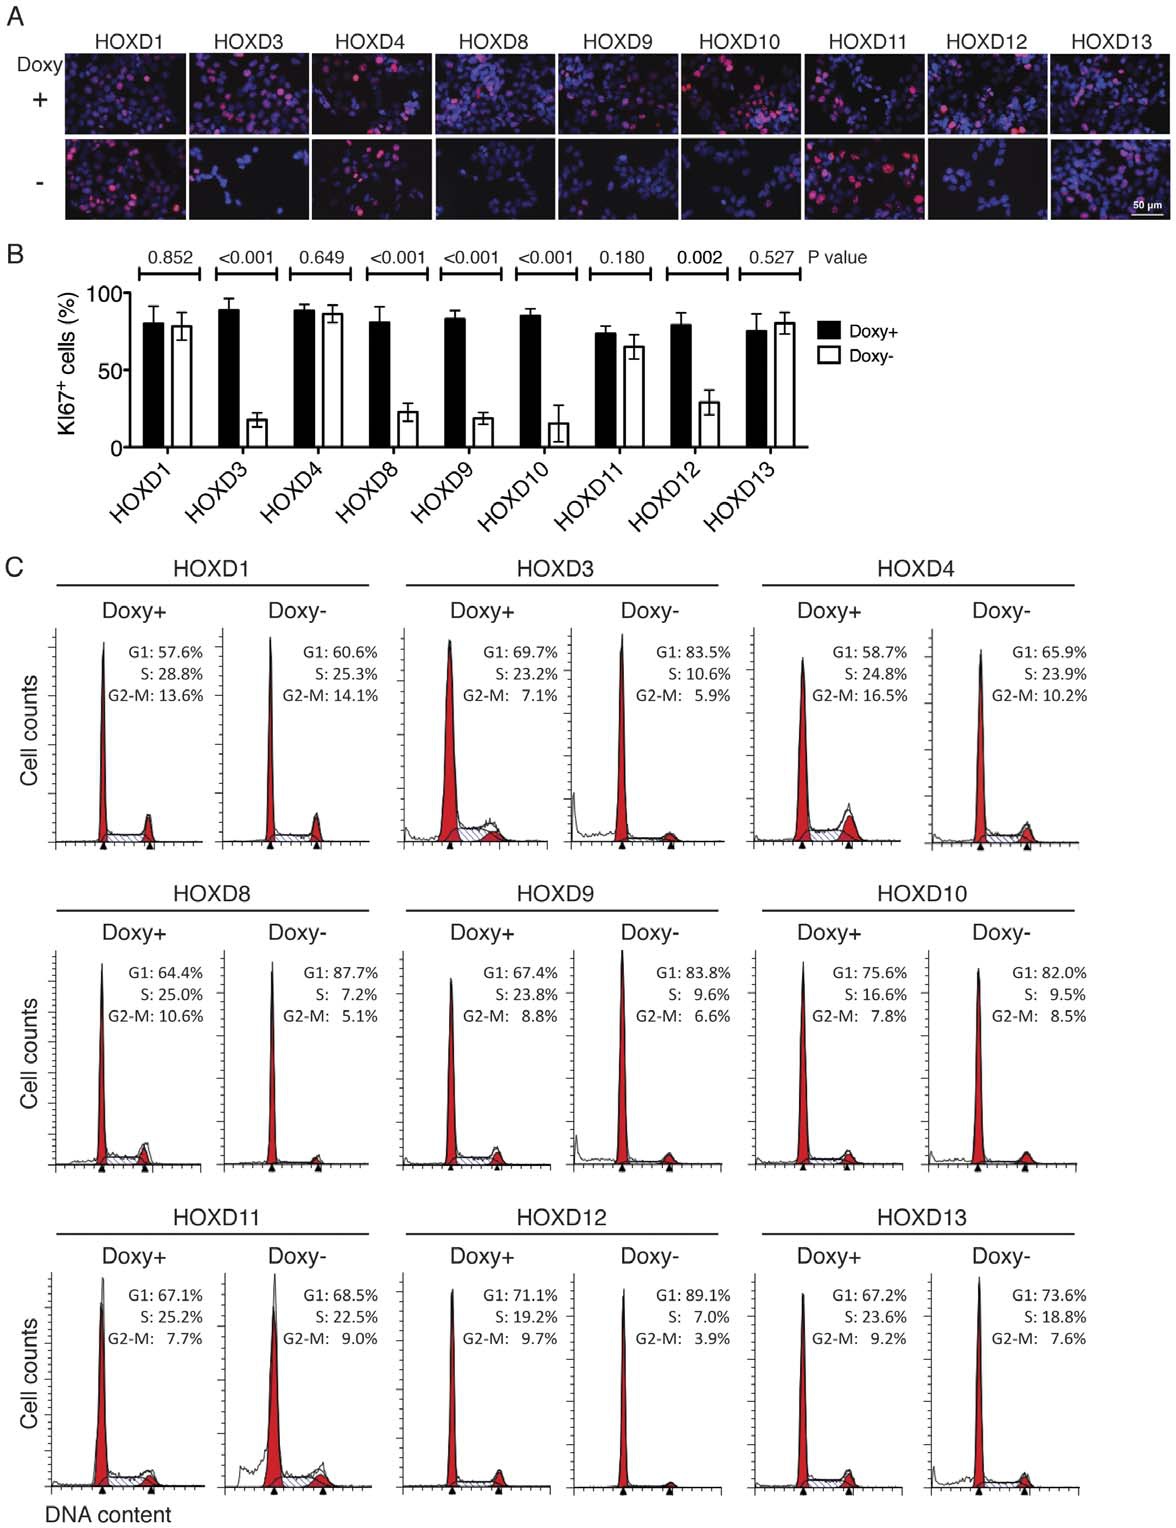 A
HOXD1 HOXD3 HOXD4 HOXD8 HOXD9 HOXD10 HOXD11 HOXD12 HOXD13
Doxy
+
-
50 µm
B
0.852 <0.001 0.649 <0.001 <0.001 <0.001 0.180 0.002 0.527 P value
KI67+ cells (%)
100
50
0
Doxy+
Doxy-
HOXD1 HOXD3 HOXD4 HOXD8 HOXD9 HOXD10 HOXD11 HOXD12 HOXD13
C
HOXD1 HOXD3 HOXD4
Doxy+ Doxy- Doxy+ Doxy- Doxy+ Doxy-
Cell counts
G1: 57.6% G1: 60.6% G1: 69.7% G1: 83.5% G1: 58.7% G1: 65.9%
S: 28.8% S: 25.3% S: 23.2% S: 10.6% S: 24.8% S: 23.9%
G2-M: 13.6% G2-M: 14.1% G2-M: 7.1% G2-M: 5.9% G2-M: 16.5% G2-M: 10.2%
HOXD8 HOXD9 HOXD10
Doxy+ Doxy- Doxy+ Doxy- Doxy+ Doxy-
Cell counts
G1: 64.4% G1: 87.7% G1: 67.4% G1: 83.8% G1: 75.6% G1: 82.0%
S: 25.0% S: 7.2% S: 23.8% S: 9.6% S: 16.6% S: 9.5%
G2-M: 10.6% G2-M: 5.1% G2-M: 8.8% G2-M: 6.6% G2-M: 7.8% G2-M: 8.5%
HOXD11 HOXD12 HOXD13
Doxy+ Doxy- Doxy+ Doxy- Doxy+ Doxy-
Cell counts
G1: 67.1% G1: 68.5% G1: 71.1% G1: 89.1% G1: 67.2% G1: 73.6%
S: 25.2% S: 22.5% S: 19.2% S: 7.0% S: 23.6% S: 18.8%
G2-M: 7.7% G2-M: 9.0% G2-M: 9.7% G2-M: 3.9% G2-M: 9.2% G2-M: 7.6%
DNA content